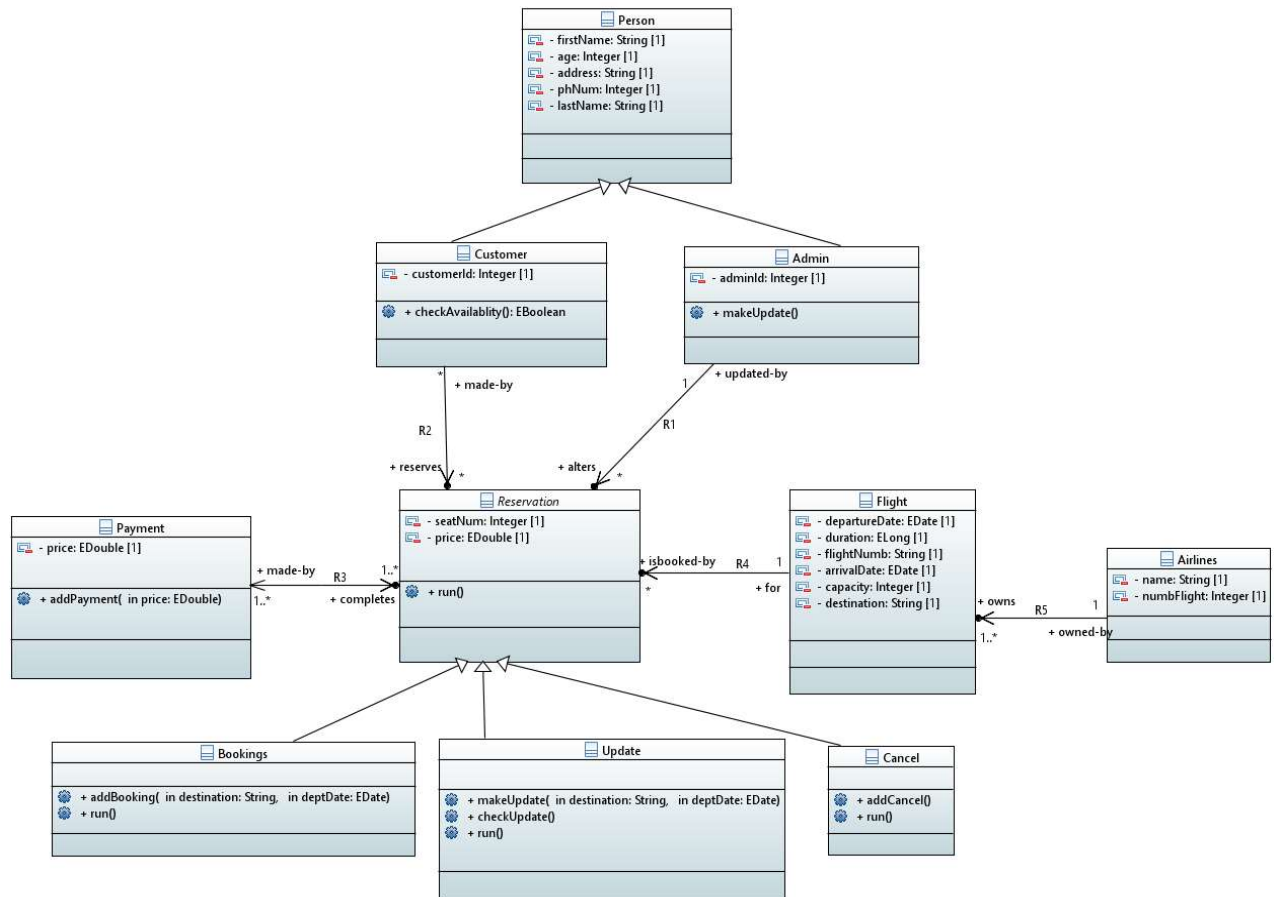 Person
- firstName: String [1]
- age: Integer [1]
- address: String [1]
- phNum: Integer [1]
- lastName: String [1]
Customer
- customerId: Integer [1]
+ checkAvailablity(): EBoolean
Admin
- adminId: Integer [1]
+ makeUpdate()
*
+ made-by
R2
+ reserves
*
+ updated-by
1
R1
+ alters
*
Reservation
- seatNum: Integer [1]
- price: EDouble [1]
+ run()
Payment
- price: EDouble [1]
+ addPayment( in price: EDouble)
+ made-by
1..*
R3
1..*
+ completes
Flight
- departureDate: EDate [1]
- duration: ELong [1]
- flightNumb: String [1]
- arrivalDate: EDate [1]
- capacity: Integer [1]
- destination: String [1]
+ isbooked-by
*
R4
1
+ for
Airlines
- name: String [1]
- numbFlight: Integer [1]
+ owns
1..*
R5
1
+ owned-by
Bookings
+ addBooking( in destination: String, in deptDate: EDate)
+ run()
Update
+ makeUpdate( in destination: String, in deptDate: EDate)
+ checkUpdate()
+ run()
Cancel
+ addCancel()
+ run()